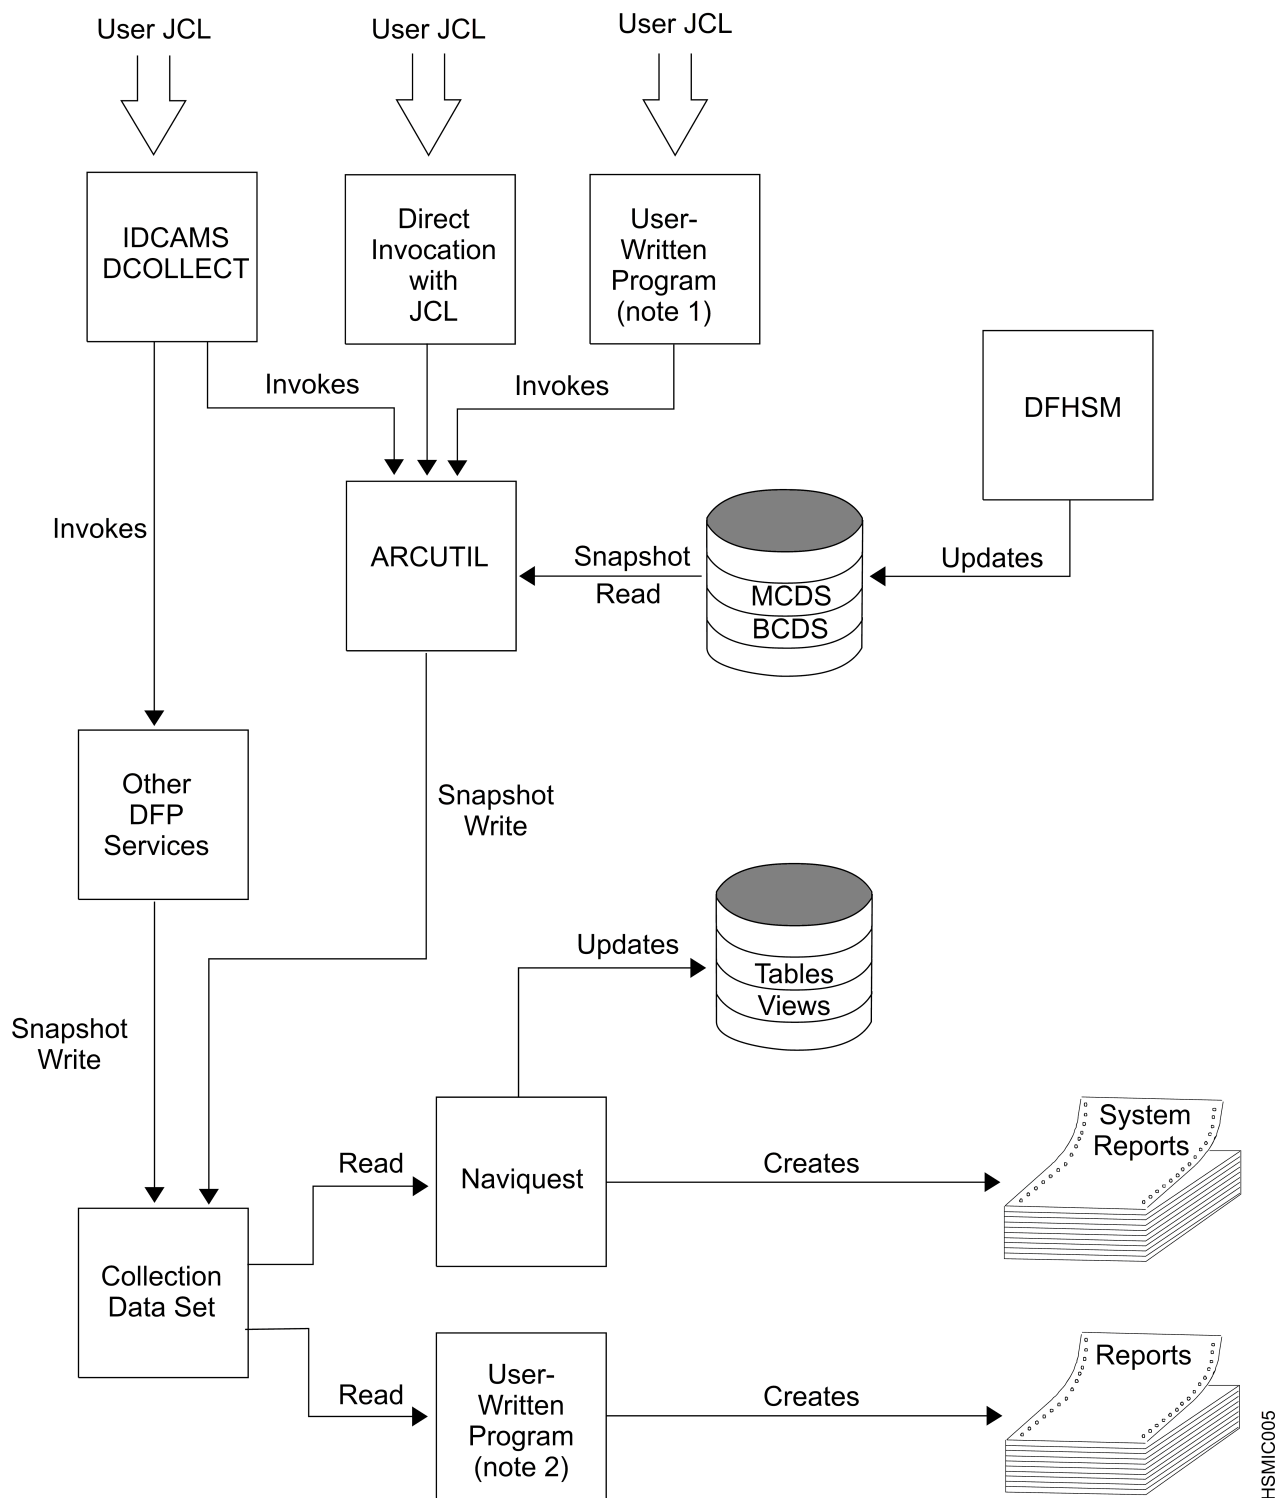 User JCL
User JCL
User JCL
IDCAMS
DCOLLECT
Direct
Invocation
with
JCL
User-
Written
Program
(note 1)
Invokes
Invokes
DFHSM
Invokes
ARCUTIL
Snapshot
Read
MCDS
BCDS
Updates
Other
DFP
Services
Snapshot
Write
Updates
Tables
Views
Snapshot
Write
Read
Naviquest
Creates
System
Reports
Collection
Data Set
Read
User-
Written
Program
(note 2)
Creates
Reports
HSMIC005